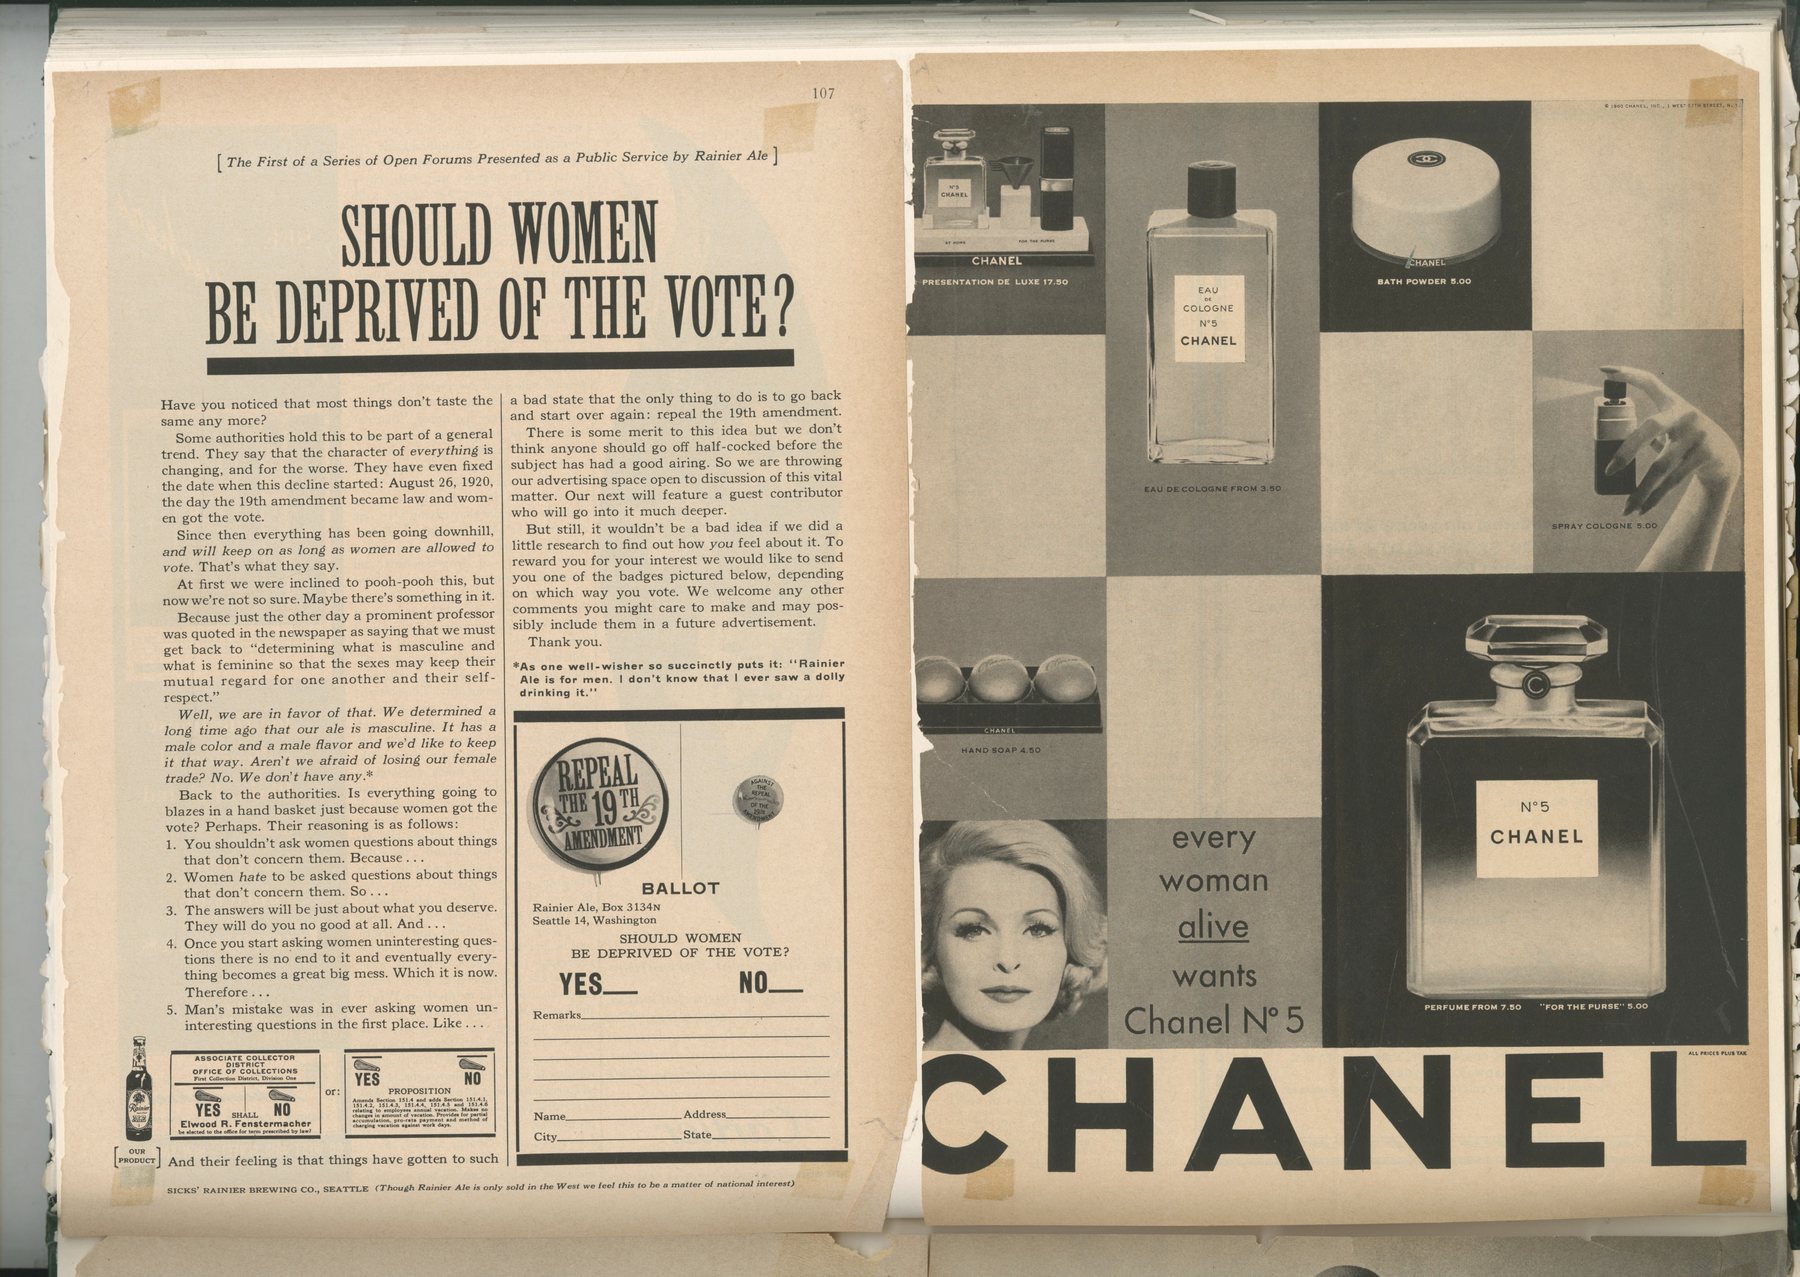 107
[ The First of a Series of Open Forums Presented as a Public Service by Rainier Ale ]
SHOULD WOMEN
BE DEPRIVED OF THE VOTE?
Have you noticed that most things don't taste the
same any more?
Some authorities hold this to be part of a general
trend. They say that the character of everything is
changing, and for the worse. They have even fixed
the date when this decline started: August 26, 1920,
the day the 19th amendment became law and wom-
en got the vote.
Since then everything has been going downhill,
and will keep on as long as women are allowed to
vote. That's what they say.
At first we were inclined to pooh-pooh this, but
now we're not so sure. Maybe there's something in it.
Because just the other day a prominent professor
was quoted in the newspaper as saying that we must
get back to "determining what is masculine and
what is feminine so that the sexes may keep their
mutual regard for one another and their self-
respect."
Well, we are in favor of that. We determined a
long time ago that our ale is masculine. It has a
male color and a male flavor and we'd like to keep
it that way. Aren't we afraid of losing our female
trade? No. We don't have any.*
Back to the authorities. Is everything going to
blazes in a hand basket just because women got the
vote? Perhaps. Their reasoning is as follows:
1. You shouldn't ask women questions about things
that don't concern them. Because . . .
2. Women hate to be asked questions about things
that don't concern them. So . . .
3. The answers will be just about what you deserve.
They will do you no good at all. And . . .
4. Once you start asking women uninteresting ques-
tions there is no end to it and eventually every-
thing becomes a great big mess. Which it is now.
Therefore . . .
5. Man's mistake was in ever asking women un-
interesting questions in the first place. Like . . .
ASSOCIATE COLLECTOR
DISTRICT
OFFICE OF COLLECTIONS
First Collection District, Division One
YES SHALL NO
Elwood R. Fenstermacher
be elected to the office for term prescribed by law?
or:
YES NO
PROPOSITION
Amends Section 151.4 and adds Section 151.4.1,
151.4.2, 151.4.3, 151.4.4, 151.4.5 and 151.4.6
relating to employees annual vacation. Makes no
changes in amount of vacation. Provides for partial
accumulation, pro-rata payment and method of
charging vacation against work days.
Rainier
[ OUR
PRODUCT ]
And their feeling is that things have gotten to such
a bad state that the only thing to do is to go back
and start over again: repeal the 19th amendment.
There is some merit to this idea but we don't
think anyone should go off half-cocked before the
subject has had a good airing. So we are throwing
our advertising space open to discussion of this vital
matter. Our next will feature a guest contributor
who will go into it much deeper.
But still, it wouldn't be a bad idea if we did a
little research to find out how you feel about it. To
reward you for your interest we would like to send
you one of the badges pictured below, depending
on which way you vote. We welcome any other
comments you might care to make and may pos-
sibly include them in a future advertisement.
Thank you.
*As one well-wisher so succinctly puts it: "Rainier
Ale is for men. I don't know that I ever saw a dolly
drinking it."
REPEAL
THE 19TH
AMENDMENT
AGAINST
THE
REPEAL
OF THE
19TH
AMENDMENT
BALLOT
Rainier Ale, Box 3134N
Seattle 14, Washington
SHOULD WOMEN
BE DEPRIVED OF THE VOTE?
YES NO
Remarks
Name Address
City State
SICKS' RAINIER BREWING CO., SEATTLE (Though Rainier Ale is only sold in the West we feel this to be a matter of national interest)
© 1960 CHANEL, INC., 1 WEST 57TH STREET, N.Y.
N°5
CHANEL
AT HOME FOR THE PURSE
CHANEL
PRESENTATION DE LUXE 17.50
EAU
DE
COLOGNE
N°5
CHANEL
EAU DE COLOGNE FROM 3.50
CHANEL
BATH POWDER 5.00
SPRAY COLOGNE 5.00
CHANEL
HAND SOAP 4.50
every
woman
alive
wants
Chanel N° 5
N°5
CHANEL
PERFUME FROM 7.50 "FOR THE PURSE" 5.00
ALL PRICES PLUS TAX
CHANEL